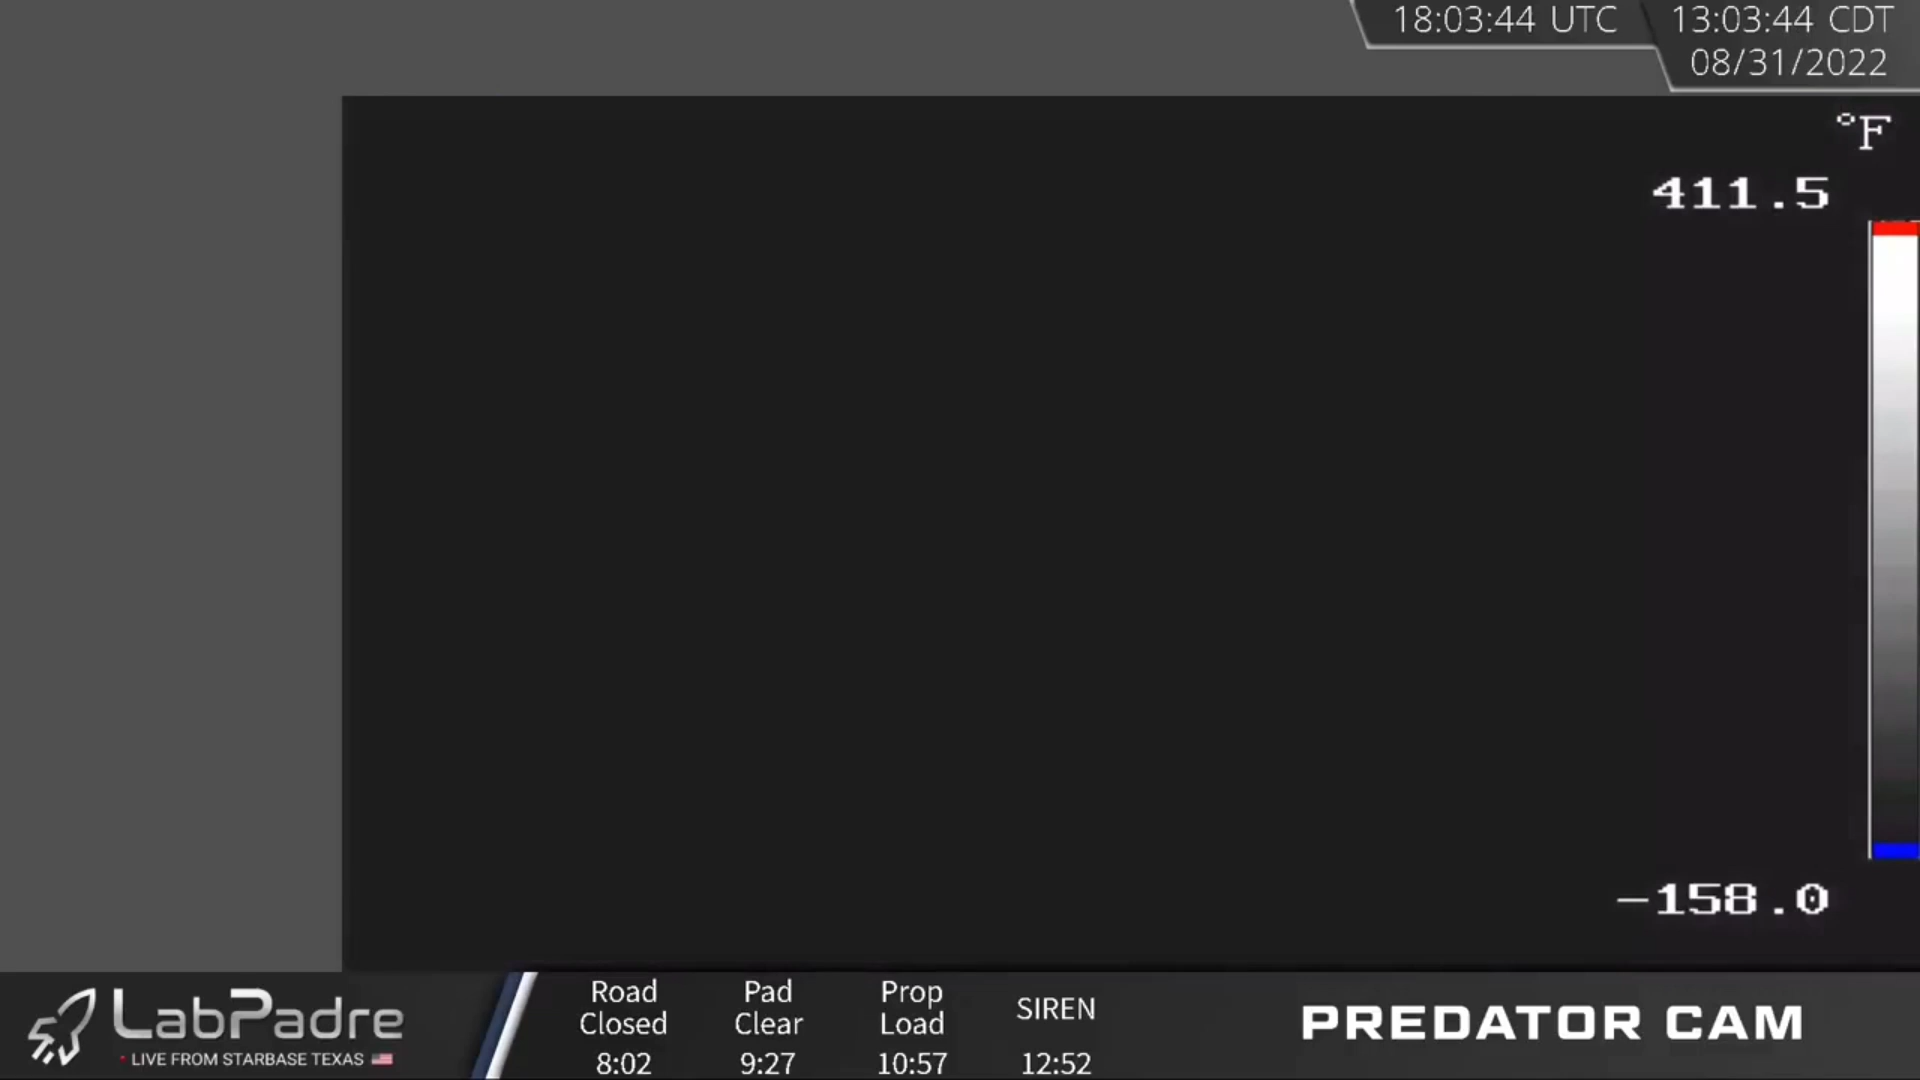 18:03:44 UTC
13:03:44 CDT
08/31/2022
°F
411.5
-158.0
LabPadre
LIVE FROM STARBASE TEXAS
Road Closed
8:02
Pad Clear
9:27
Prop Load
10:57
SIREN
12:52
PREDATOR CAM